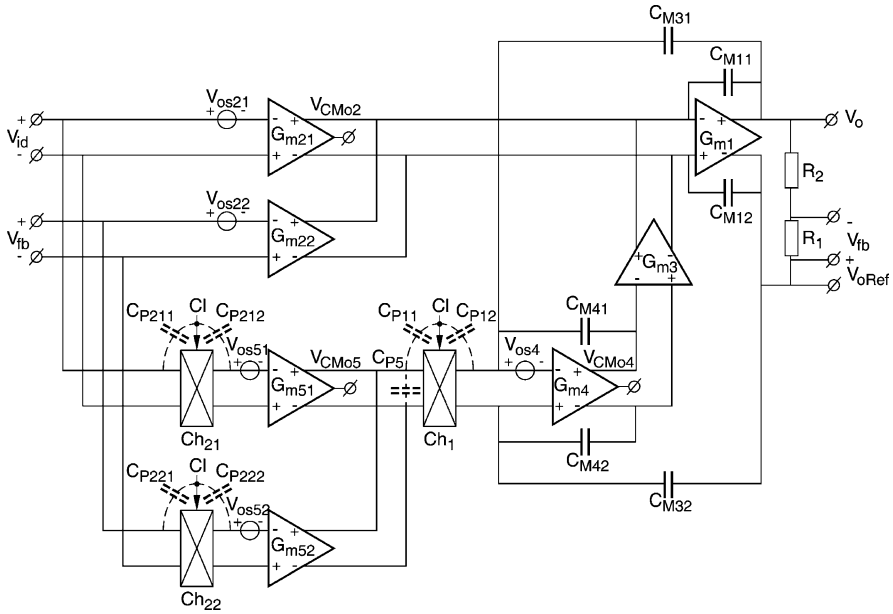 C_M31
C_M11
V_os21
+ -
V_CMo2
+
V_id
-
- +
G_m21
+ -
- +
G_m1
+ -
V_o
R_2
C_M12
V_os22
+ -
+
V_fb
-
- +
G_m22
+ -
-
R_1
V_fb
+
V_oRef
+ -
G_m3
- +
C_P211
Cl
C_P212
V_os51
+ -
V_CMo5
C_P5
C_P11
Cl
C_P12
C_M41
V_os4
+ -
V_CMo4
- +
G_m51
+ -
- +
G_m4
+ -
Ch_21
Ch_1
C_M42
C_P221
Cl
C_P222
V_os52
+ -
C_M32
- +
G_m52
+ -
Ch_22